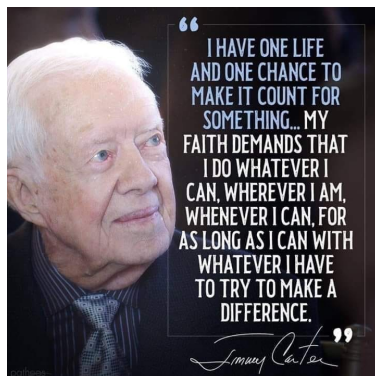 “
I HAVE ONE LIFE
AND ONE CHANCE TO
MAKE IT COUNT FOR
SOMETHING... MY
FAITH DEMANDS THAT
I DO WHATEVER I
CAN, WHEREVER I AM,
WHENEVER I CAN, FOR
AS LONG AS I CAN WITH
WHATEVER I HAVE
TO TRY TO MAKE A
DIFFERENCE.
”
Jimmy Carter